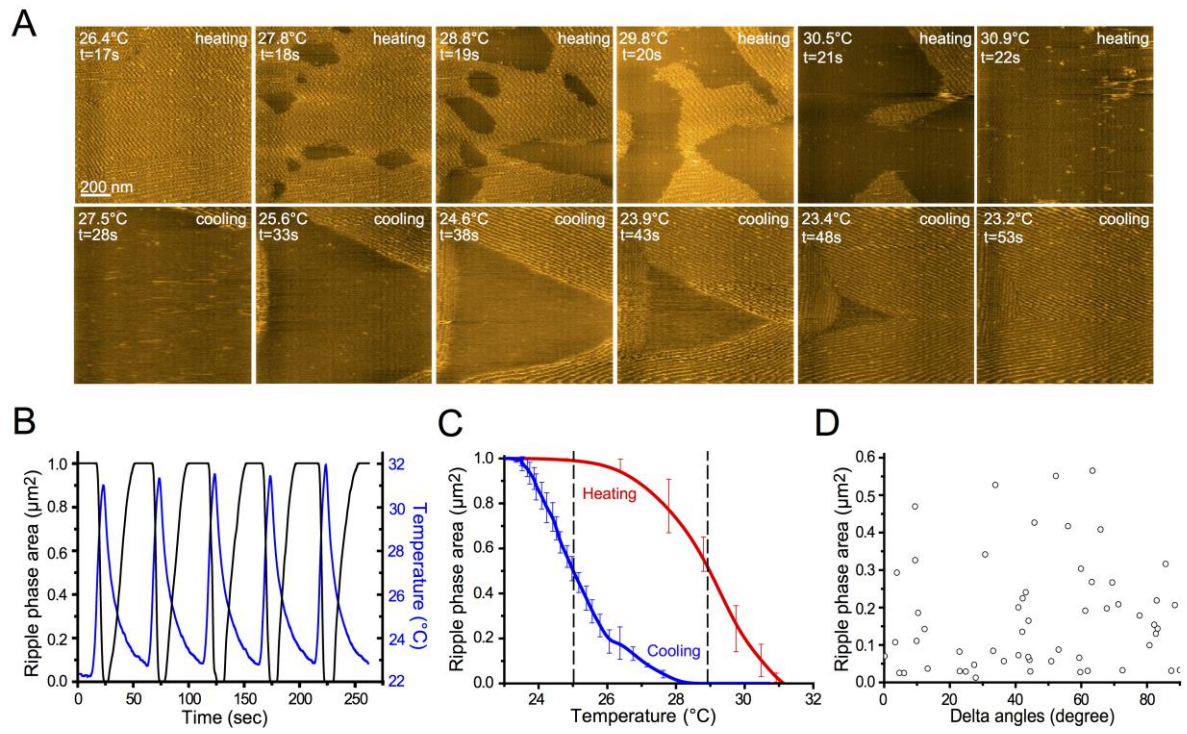 A
26.4°C heating
t=17s
200 nm
27.8°C heating
t=18s
28.8°C heating
t=19s
29.8°C heating
t=20s
30.5°C heating
t=21s
30.9°C heating
t=22s
27.5°C cooling
t=28s
25.6°C cooling
t=33s
24.6°C cooling
t=38s
23.9°C cooling
t=43s
23.4°C cooling
t=48s
23.2°C cooling
t=53s
B
Ripple phase area (µm2)
1.0
0.8
0.6
0.4
0.2
0.0
0 50 100 150 200 250
Time (sec)
32
30
28
26
24
22
Temperature
(°C)
C
Ripple phase area (µm2)
1.0
0.8
0.6
0.4
0.2
0.0
Heating
Cooling
24 26 28 30 32
Temperature (°C)
D
Ripple phase area (µm2)
0.6
0.5
0.4
0.3
0.2
0.1
0.0
0 20 40 60 80
Delta angles (degree)